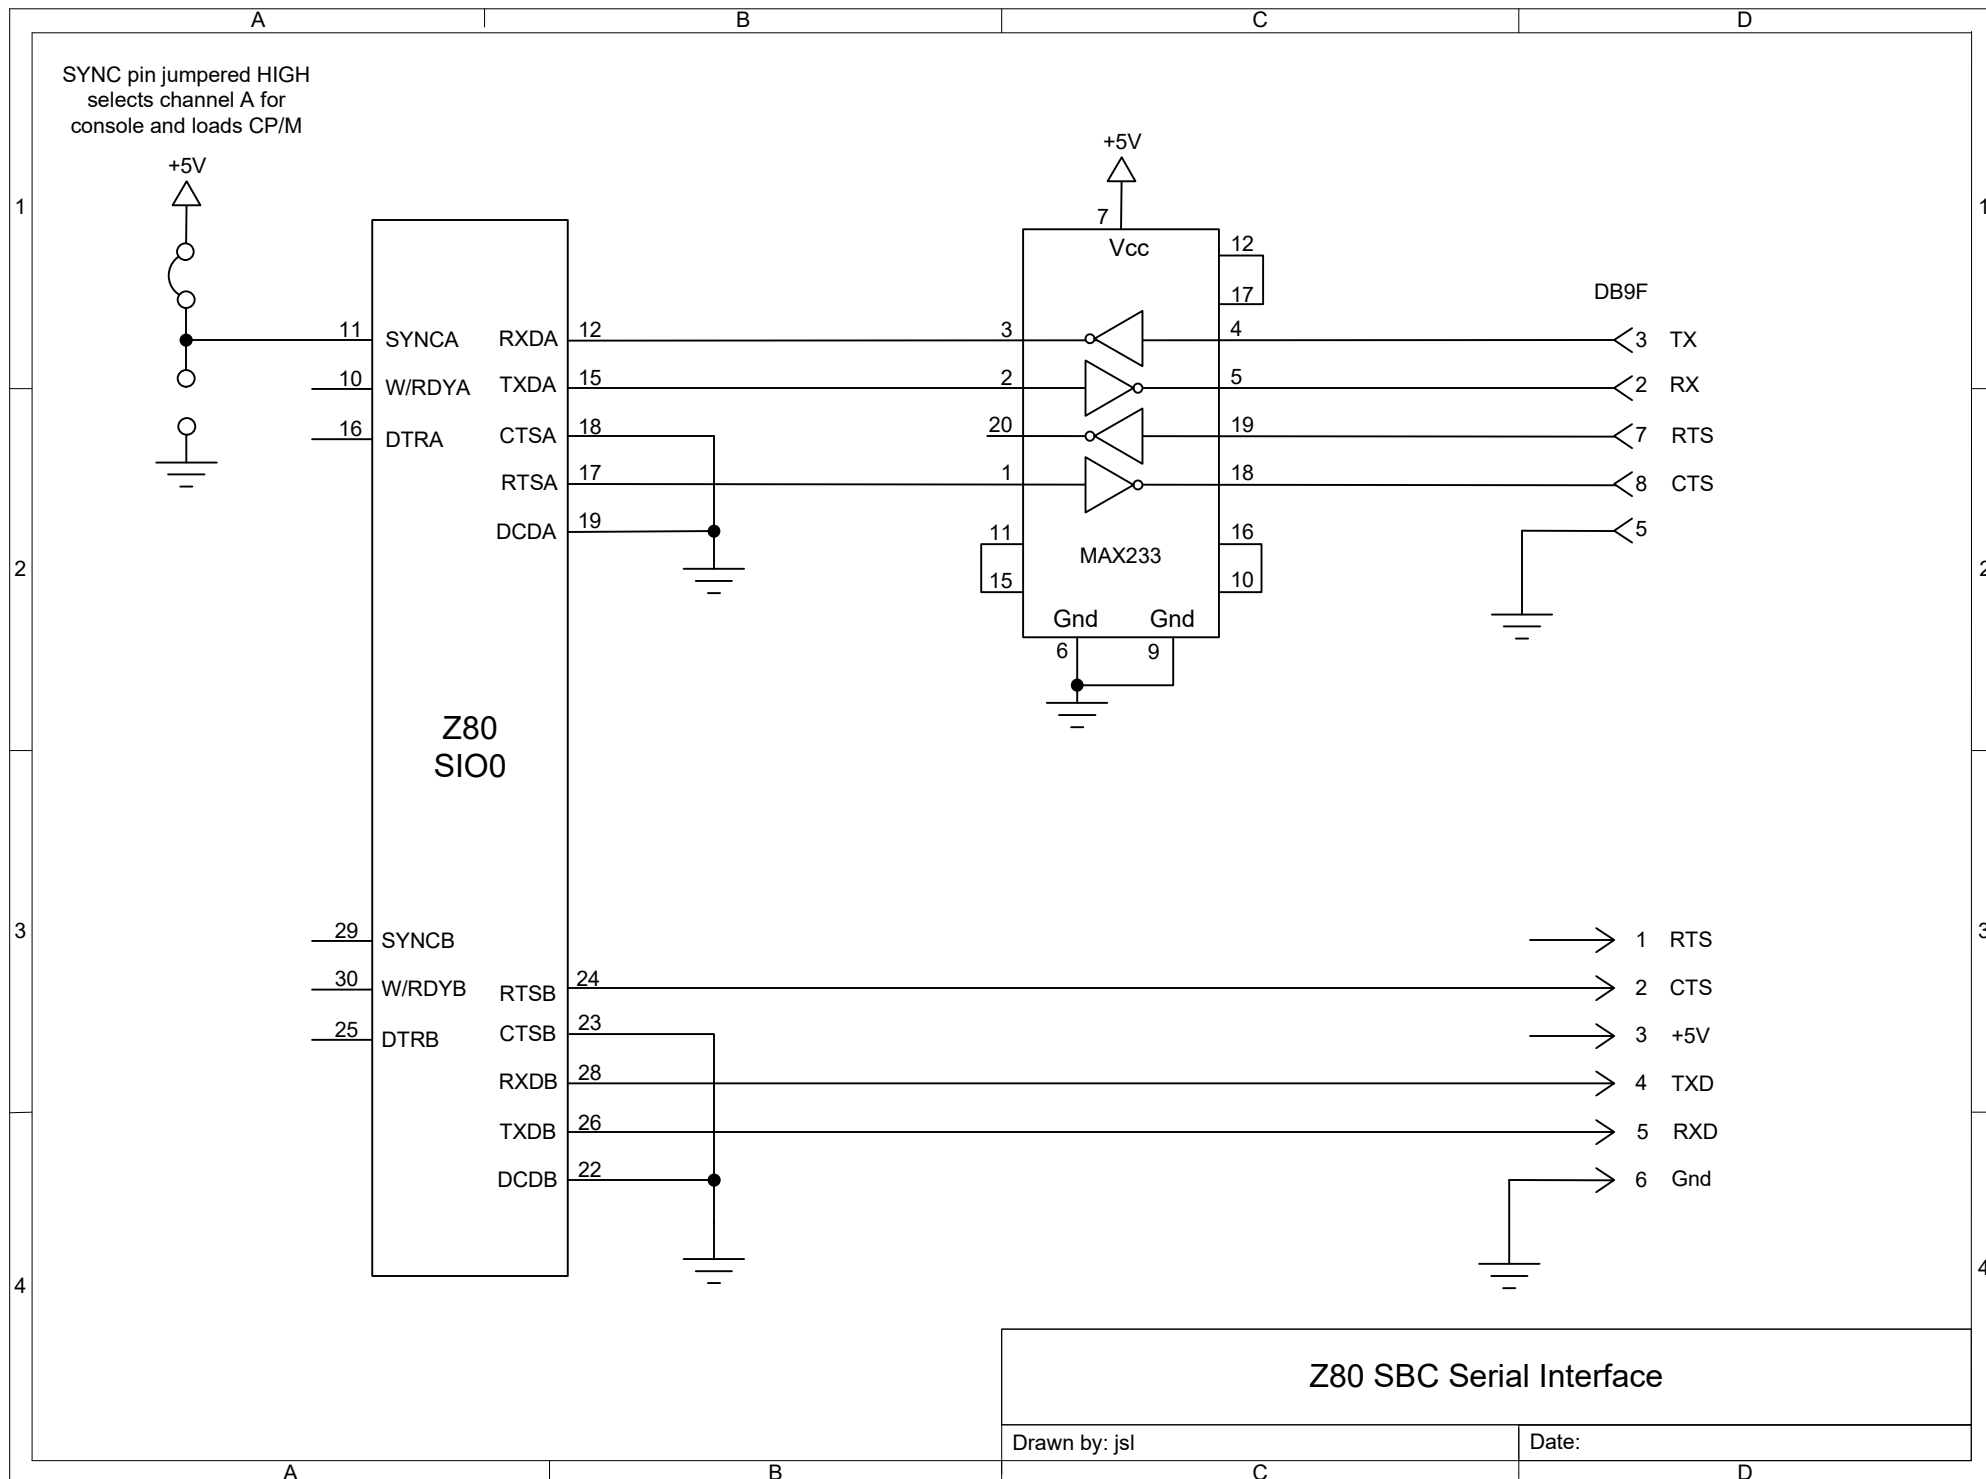 A B C D
SYNC pin jumpered HIGH
selects channel A for
console and loads CP/M
+5V
+5V
1 1
7
Vcc
12
17
DB9F
11 SYNCA RXDA 12 3 4 3 TX
10 W/RDYA TXDA 15 2 5 2 RX
16 DTRA CTSA 18 20 19 7 RTS
RTSA 17 1 18 8 CTS
DCDA 19 11 16 5
MAX233
2 2
15 10
Gnd Gnd
6 9
Z80
SIO0
3 3
29 SYNCB 1 RTS
30 W/RDYB RTSB 24 2 CTS
25 DTRB CTSB 23 3 +5V
RXDB 28 4 TXD
TXDB 26 5 RXD
DCDB 22 6 Gnd
4 4
Z80 SBC Serial Interface
Drawn by: jsl Date:
A B C D